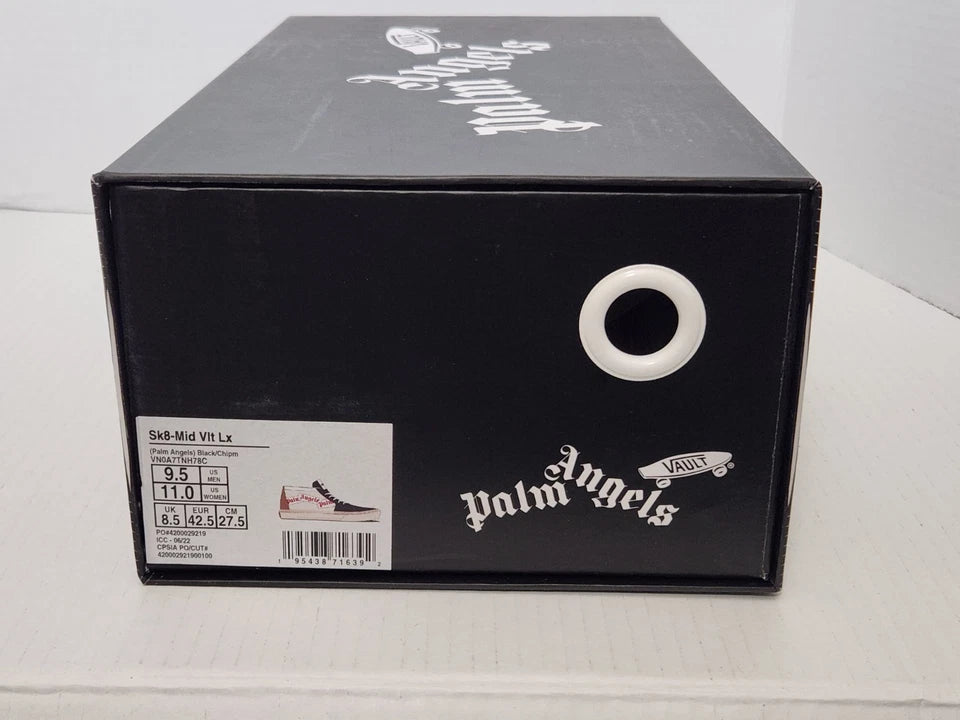 VAULT
Palm Angels
Sk8-Mid Vlt Lx
(Palm Angels) Black/Chipm
VN0A7TNH78C
9.5 US MEN
11.0 US WOMEN
UK EUR CM
8.5 42.5 27.5
PO#4200029219
ICC - 06/22
CPSIA PO/CUT#
420002921900100
1 95438 71639 2
VAULT
Palm Angels